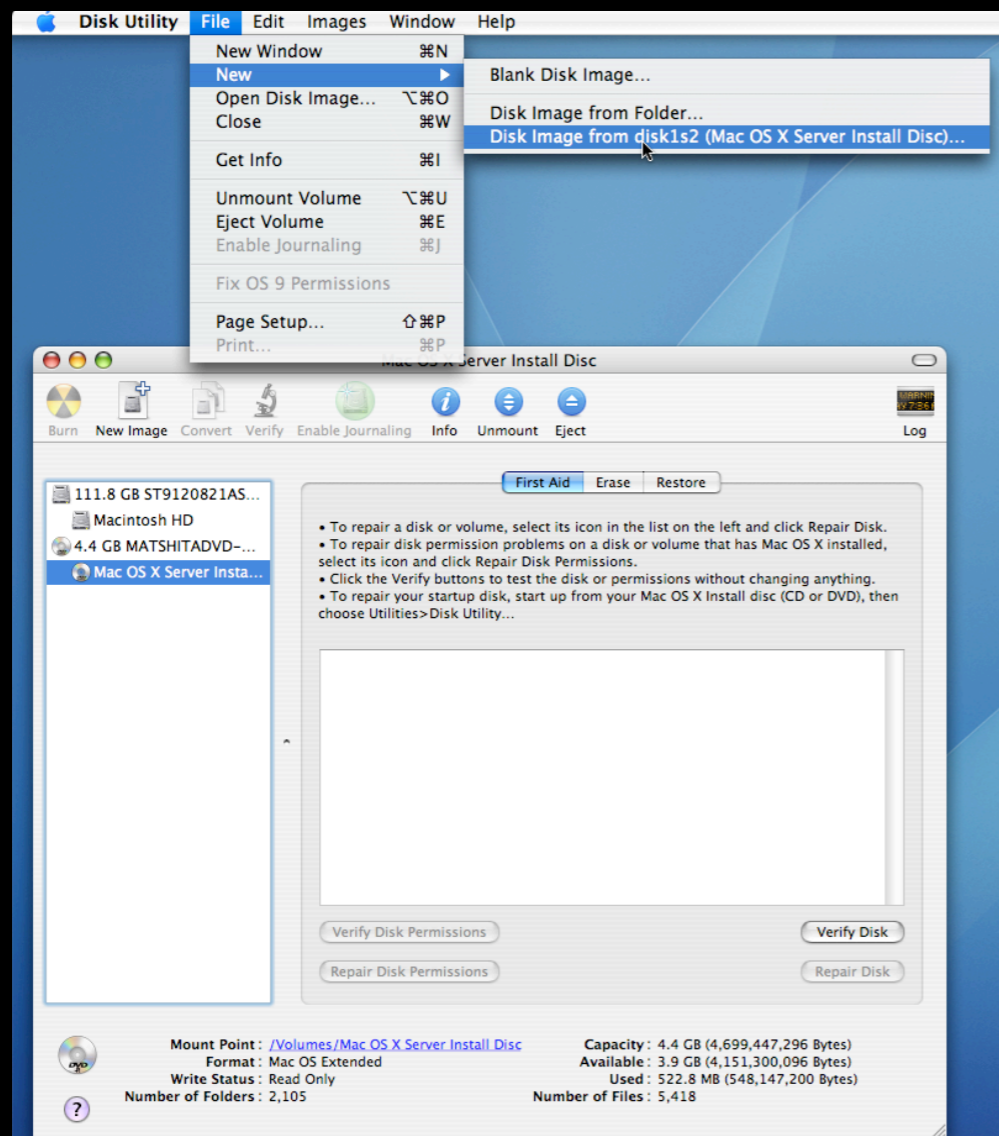 Disk Utility File Edit Images Window Help
New Window ⌘N
New ▶
Open Disk Image... ⌥⌘O
Close ⌘W
Get Info ⌘I
Unmount Volume ⌥⌘U
Eject Volume ⌘E
Enable Journaling ⌘J
Fix OS 9 Permissions
Page Setup... ⇧⌘P
Print... ⌘P
Blank Disk Image...
Disk Image from Folder...
Disk Image from disk1s2 (Mac OS X Server Install Disc)...
Mac OS X Server Install Disc
Burn New Image Convert Verify Enable Journaling Info Unmount Eject Log
111.8 GB ST9120821AS...
Macintosh HD
4.4 GB MATSHITADVD-...
Mac OS X Server Insta...
First Aid Erase Restore
• To repair a disk or volume, select its icon in the list on the left and click Repair Disk.
• To repair disk permission problems on a disk or volume that has Mac OS X installed,
select its icon and click Repair Disk Permissions.
• Click the Verify buttons to test the disk or permissions without changing anything.
• To repair your startup disk, start up from your Mac OS X Install disc (CD or DVD), then
choose Utilities>Disk Utility...
Verify Disk Permissions Verify Disk
Repair Disk Permissions Repair Disk
Mount Point : /Volumes/Mac OS X Server Install Disc Capacity : 4.4 GB (4,699,447,296 Bytes)
Format : Mac OS Extended Available : 3.9 GB (4,151,300,096 Bytes)
Write Status : Read Only Used : 522.8 MB (548,147,200 Bytes)
Number of Folders : 2,105 Number of Files : 5,418
DVD
?